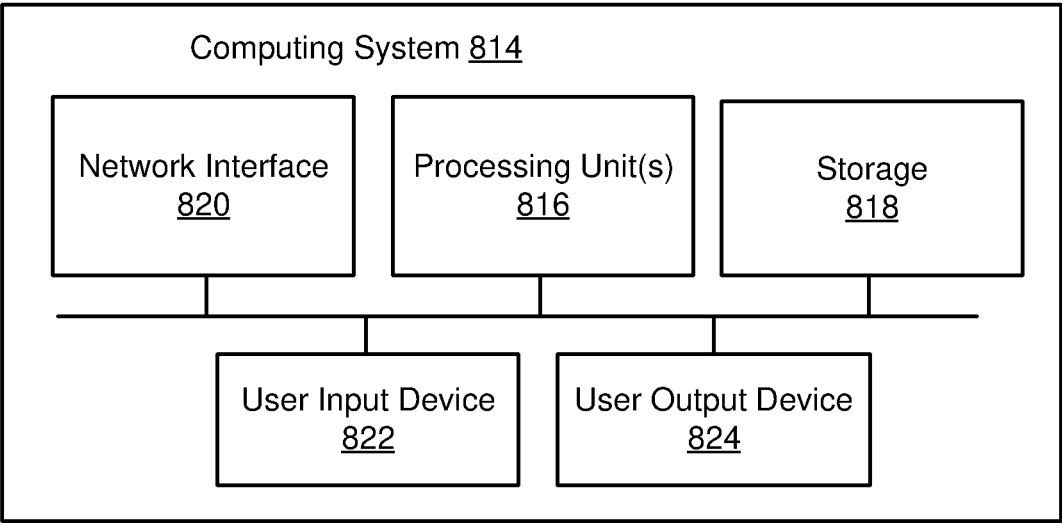 Computing System 814
Network Interface
820
Processing Unit(s)
816
Storage
818
User Input Device
822
User Output Device
824